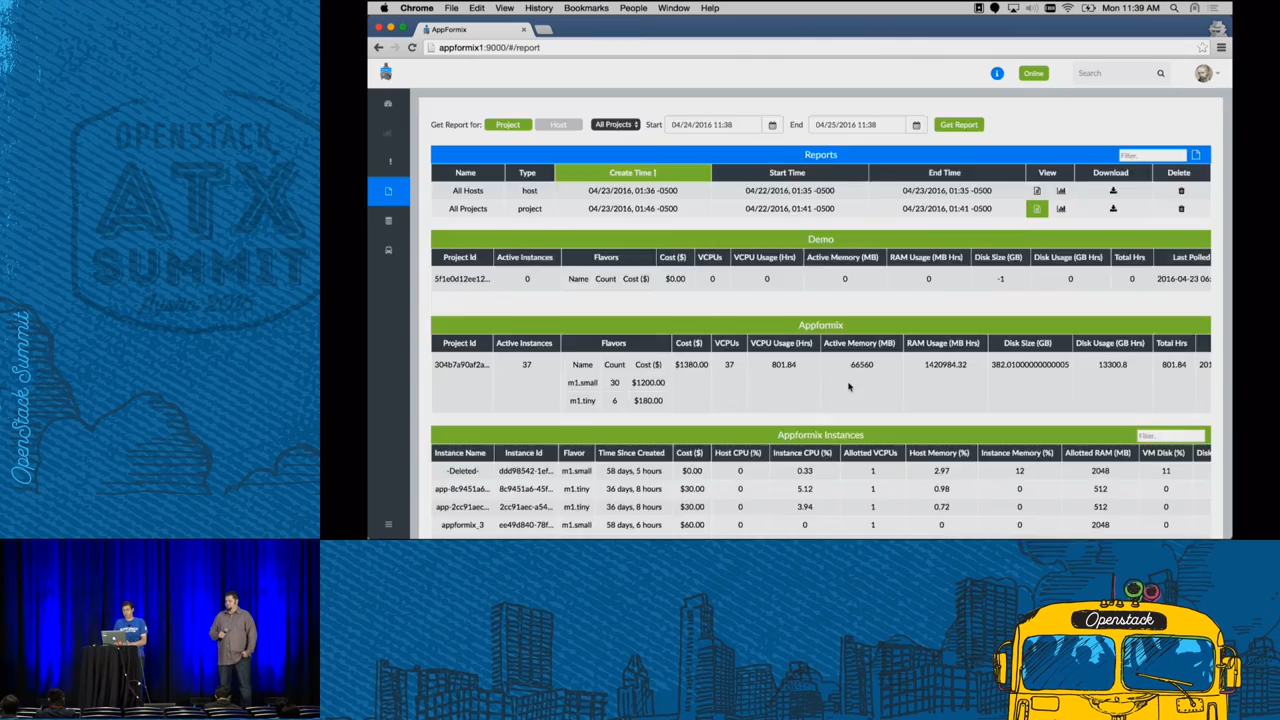 Chrome File Edit View History Bookmarks People Window Help Mon 11:39 AM
AppFormix
appformix1:9000/#/report
Online Search
Get Report for: Project Host All Projects Start 04/24/2016 11:38 End 04/25/2016 11:38 Get Report
Reports Filter.
Name Type Create Time Start Time End Time View Download Delete
All Hosts host 04/23/2016, 01:36 -0500 04/22/2016, 01:35 -0500 04/23/2016, 01:35 -0500
All Projects project 04/23/2016, 01:46 -0500 04/22/2016, 01:41 -0500 04/23/2016, 01:41 -0500
Demo
Project Id Active Instances Flavors Cost ($) VCPUs VCPU Usage (Hrs) Active Memory (MB) RAM Usage (MB Hrs) Disk Size (GB) Disk Usage (GB Hrs) Total Hrs Last Polled
5f1e0d12ee12... 0 Name Count Cost ($) $0.00 0 0 0 0 -1 0 0 2016-04-23 06:
Appformix
Project Id Active Instances Flavors Cost ($) VCPUs VCPU Usage (Hrs) Active Memory (MB) RAM Usage (MB Hrs) Disk Size (GB) Disk Usage (GB Hrs) Total Hrs
304b7a90af2a... 37 Name Count Cost ($) $1380.00 37 801.84 66560 1420984.32 382.01000000000005 13300.8 801.84 201
m1.small 30 $1200.00
m1.tiny 6 $180.00
Appformix Instances Filter.
Instance Name Instance Id Flavor Time Since Created Cost ($) Host CPU (%) Instance CPU (%) Allotted VCPUs Host Memory (%) Instance Memory (%) Allotted RAM (MB) VM Disk (%) Disk
-Deleted- ddd98542-1ef... m1.small 58 days, 5 hours $0.00 0 0.33 1 2.97 12 2048 11
app-8c9451a6... 8c9451a6-45f... m1.tiny 36 days, 8 hours $30.00 0 5.12 1 0.98 0 512 0
app-2cc91aec... 2cc91aec-a54... m1.tiny 36 days, 8 hours $30.00 0 3.94 1 0.72 0 512 0
appformix_3 ee49d840-78f... m1.small 58 days, 6 hours $60.00 0 0 1 0 0 2048 0
OPENSTACK
ATX
SUMMIT
OpenStack Summit
Openstack